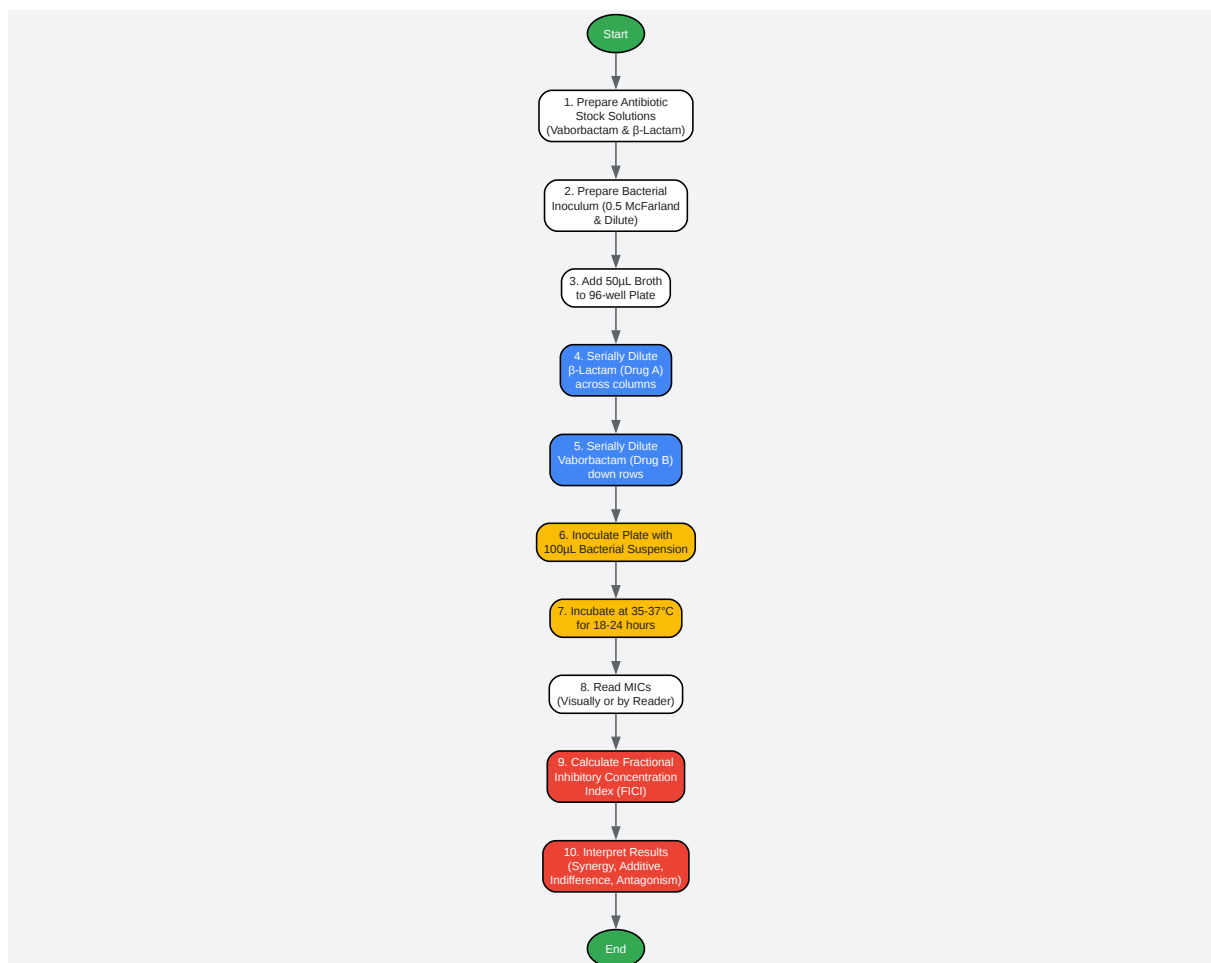 Start
1. Prepare Antibiotic
Stock Solutions
(Vaborbactam & β-Lactam)
2. Prepare Bacterial
Inoculum (0.5 McFarland
& Dilute)
3. Add 50µL Broth
to 96-well Plate
4. Serially Dilute
β-Lactam (Drug A)
across columns
5. Serially Dilute
Vaborbactam (Drug B)
down rows
6. Inoculate Plate with
100µL Bacterial Suspension
7. Incubate at 35-37°C
for 18-24 hours
8. Read MICs
(Visually or by Reader)
9. Calculate Fractional
Inhibitory Concentration
Index (FICI)
10. Interpret Results
(Synergy, Additive,
Indifference, Antagonism)
End